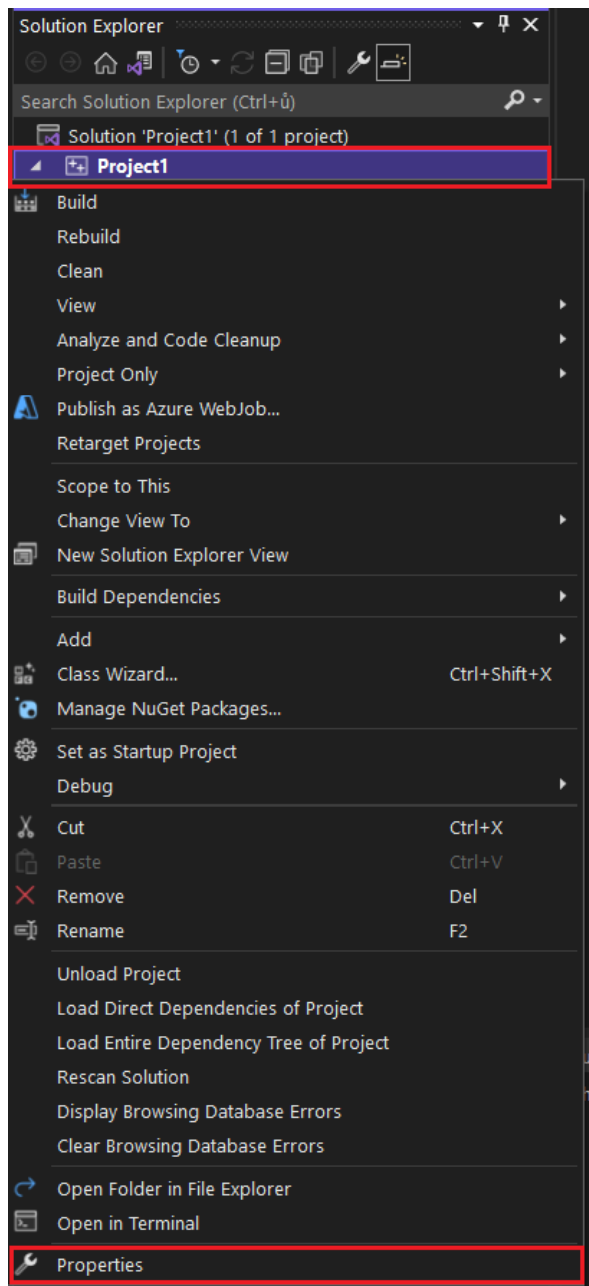 Solution Explorer
Search Solution Explorer (Ctrl+ů)
Solution 'Project1' (1 of 1 project)
Project1
Build
Rebuild
Clean
View
Analyze and Code Cleanup
Project Only
Publish as Azure WebJob...
Retarget Projects
Scope to This
Change View To
New Solution Explorer View
Build Dependencies
Add
Class Wizard... Ctrl+Shift+X
Manage NuGet Packages...
Set as Startup Project
Debug
Cut Ctrl+X
Paste Ctrl+V
Remove Del
Rename F2
Unload Project
Load Direct Dependencies of Project
Load Entire Dependency Tree of Project
Rescan Solution
Display Browsing Database Errors
Clear Browsing Database Errors
Open Folder in File Explorer
Open in Terminal
Properties